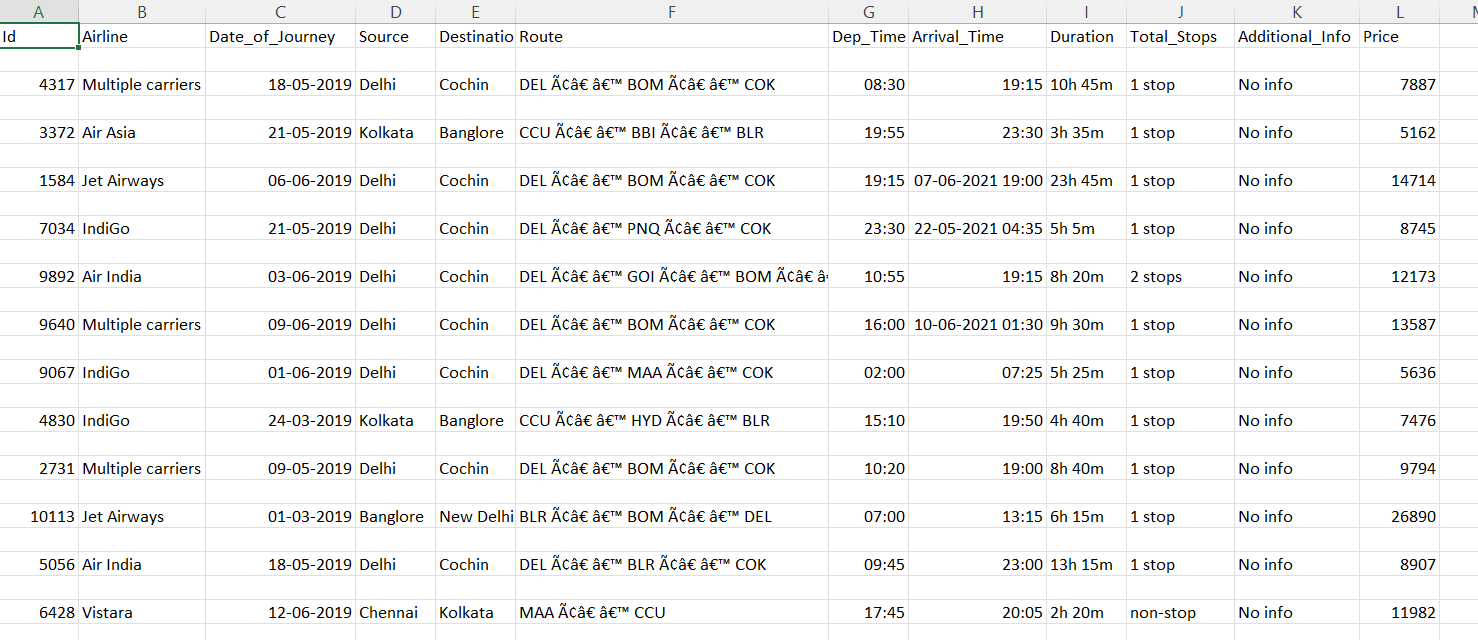 A B C D E F G H I J K L
Id Airline Date_of_Journey Source Destinatio Route Dep_Time Arrival_Time Duration Total_Stops Additional_Info Price
4317 Multiple carriers 18-05-2019 Delhi Cochin DEL Ã¢â€ â€™ BOM Ã¢â€ â€™ COK 08:30 19:15 10h 45m 1 stop No info 7887
3372 Air Asia 21-05-2019 Kolkata Banglore CCU Ã¢â€ â€™ BBI Ã¢â€ â€™ BLR 19:55 23:30 3h 35m 1 stop No info 5162
1584 Jet Airways 06-06-2019 Delhi Cochin DEL Ã¢â€ â€™ BOM Ã¢â€ â€™ COK 19:15 07-06-2021 19:00 23h 45m 1 stop No info 14714
7034 IndiGo 21-05-2019 Delhi Cochin DEL Ã¢â€ â€™ PNQ Ã¢â€ â€™ COK 23:30 22-05-2021 04:35 5h 5m 1 stop No info 8745
9892 Air India 03-06-2019 Delhi Cochin DEL Ã¢â€ â€™ GOI Ã¢â€ â€™ BOM Ã¢â€ 10:55 19:15 8h 20m 2 stops No info 12173
9640 Multiple carriers 09-06-2019 Delhi Cochin DEL Ã¢â€ â€™ BOM Ã¢â€ â€™ COK 16:00 10-06-2021 01:30 9h 30m 1 stop No info 13587
9067 IndiGo 01-06-2019 Delhi Cochin DEL Ã¢â€ â€™ MAA Ã¢â€ â€™ COK 02:00 07:25 5h 25m 1 stop No info 5636
4830 IndiGo 24-03-2019 Kolkata Banglore CCU Ã¢â€ â€™ HYD Ã¢â€ â€™ BLR 15:10 19:50 4h 40m 1 stop No info 7476
2731 Multiple carriers 09-05-2019 Delhi Cochin DEL Ã¢â€ â€™ BOM Ã¢â€ â€™ COK 10:20 19:00 8h 40m 1 stop No info 9794
10113 Jet Airways 01-03-2019 Banglore New Delhi BLR Ã¢â€ â€™ BOM Ã¢â€ â€™ DEL 07:00 13:15 6h 15m 1 stop No info 26890
5056 Air India 18-05-2019 Delhi Cochin DEL Ã¢â€ â€™ BLR Ã¢â€ â€™ COK 09:45 23:00 13h 15m 1 stop No info 8907
6428 Vistara 12-06-2019 Chennai Kolkata MAA Ã¢â€ â€™ CCU 17:45 20:05 2h 20m non-stop No info 11982